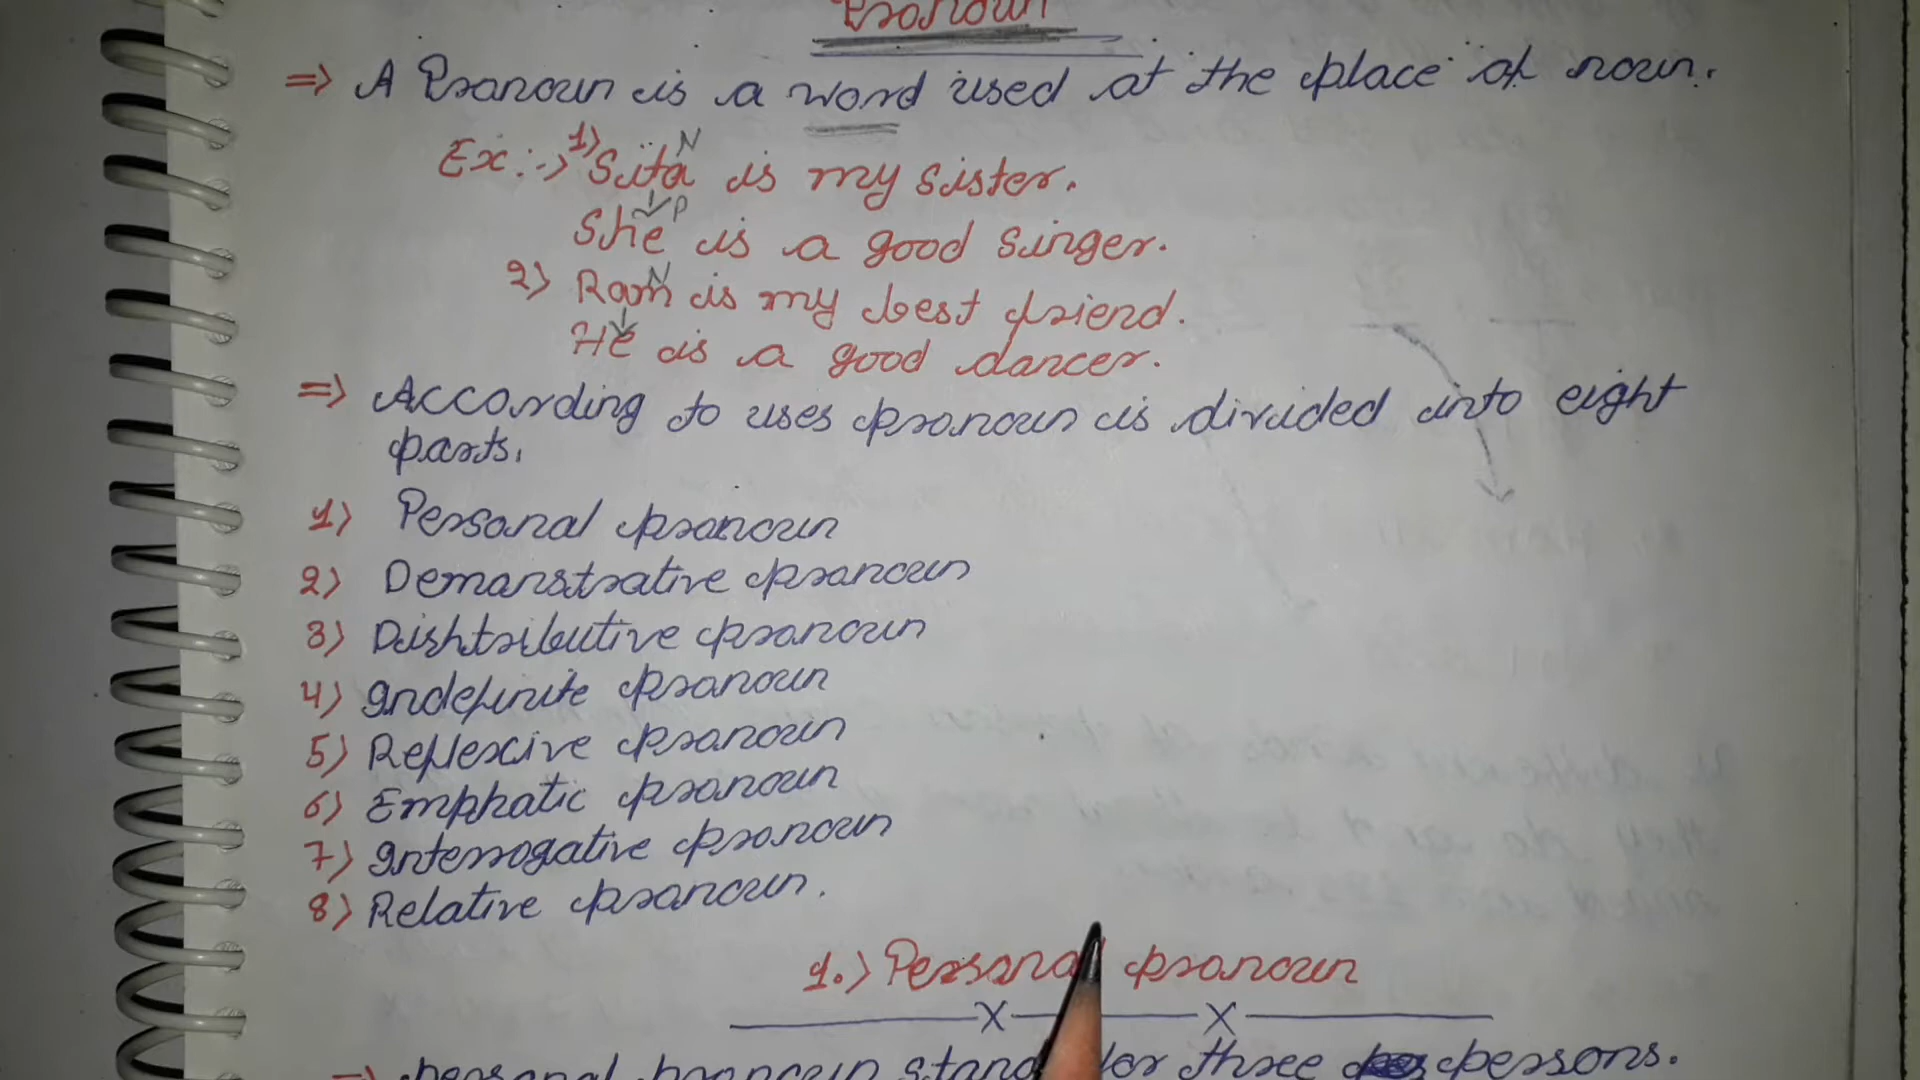 Pronoun
=> A Pronoun is a word used at the place of noun.
Ex :-> 1) Sita is my sister.
N
She is a good singer.
P
2) Ram is my best friend.
N
He is a good dancer.
=> According to uses pronoun is divided into eight
parts.
1) Personal pronoun
2) Demanstrative pronoun
3) Dishtributive pronoun
4) Indefinite pronoun
5) Reflexive pronoun
6) Emphatic pronoun
7) Interrogative pronoun
8) Relative pronoun.
1.) Personal pronoun
X X
=> personal pronoun stand for three persons.